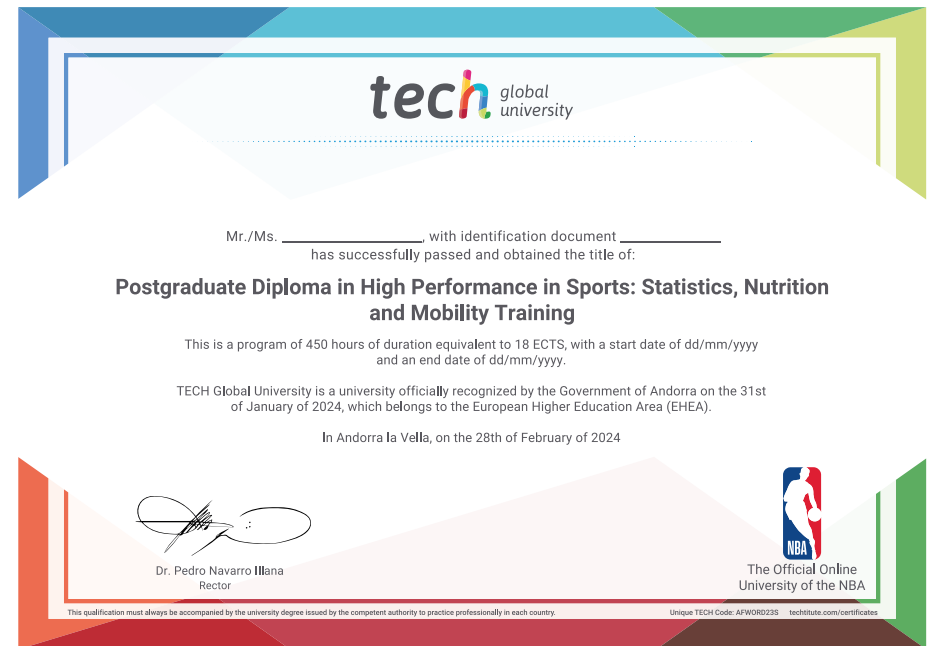 tech global
university
Mr./Ms. ____________________, with identification document ______________
has successfully passed and obtained the title of:
Postgraduate Diploma in High Performance in Sports: Statistics, Nutrition
and Mobility Training
This is a program of 450 hours of duration equivalent to 18 ECTS, with a start date of dd/mm/yyyy
and an end date of dd/mm/yyyy.
TECH Global University is a university officially recognized by the Government of Andorra on the 31st
of January of 2024, which belongs to the European Higher Education Area (EHEA).
In Andorra la Vella, on the 28th of February of 2024
NBA
Dr. Pedro Navarro Illana
Rector
The Official Online
University of the NBA
This qualification must always be accompanied by the university degree issued by the competent authority to practice professionally in each country.
Unique TECH Code: AFWORD23S techtitute.com/certificates